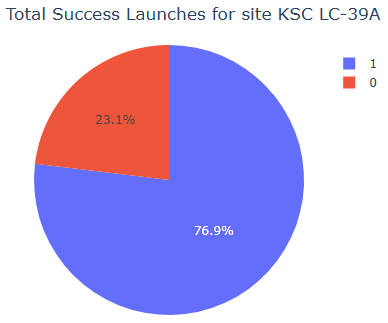 Total Success Launches for site KSC LC-39A
1
0
23.1%
76.9%